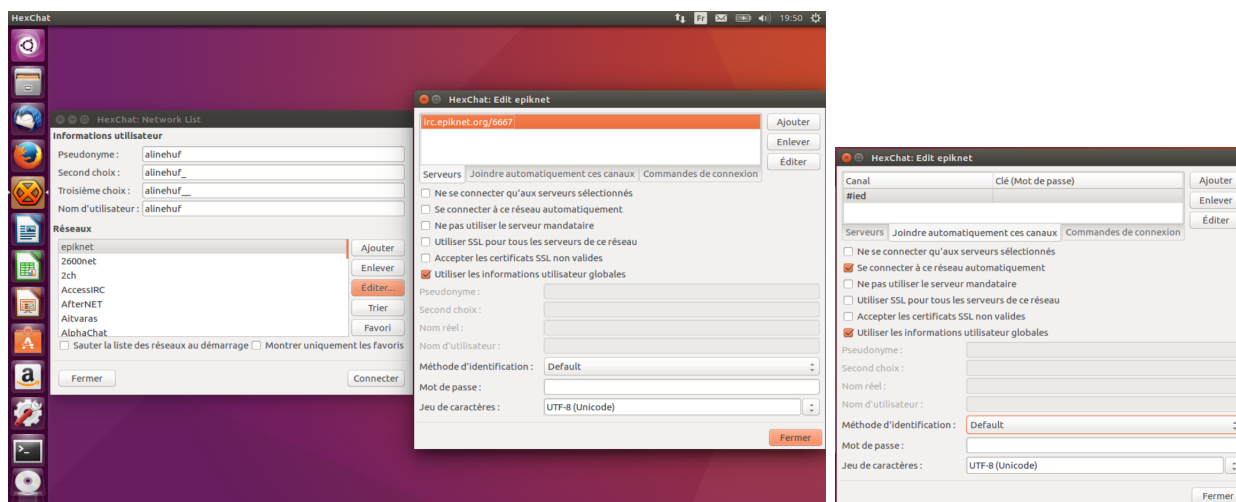 HexChat
Fr
19:50
HexChat: Network List
Informations utilisateur
Pseudonyme :
alinehuf
Second choix :
alinehuf_
Troisième choix :
alinehuf__
Nom d'utilisateur :
alinehuf
Réseaux
epiknet
2600net
2ch
AccessIRC
AfterNET
Aitvaras
AlphaChat
Ajouter
Enlever
Éditer...
Trier
Favori
Sauter la liste des réseaux au démarrage
Montrer uniquement les favoris
Fermer
Connecter
HexChat: Edit epiknet
irc.epiknet.org/6667
Ajouter
Enlever
Éditer
Serveurs
Joindre automatiquement ces canaux
Commandes de connexion
Ne se connecter qu'aux serveurs sélectionnés
Se connecter à ce réseau automatiquement
Ne pas utiliser le serveur mandataire
Utiliser SSL pour tous les serveurs de ce réseau
Accepter les certificats SSL non valides
Utiliser les informations utilisateur globales
Pseudonyme :
Second choix :
Nom réel :
Nom d'utilisateur :
Méthode d'identification :
Default
Mot de passe :
Jeu de caractères :
UTF-8 (Unicode)
Fermer
HexChat: Edit epiknet
Canal
Clé (Mot de passe)
#ied
Ajouter
Enlever
Éditer
Serveurs
Joindre automatiquement ces canaux
Commandes de connexion
Ne se connecter qu'aux serveurs sélectionnés
Se connecter à ce réseau automatiquement
Ne pas utiliser le serveur mandataire
Utiliser SSL pour tous les serveurs de ce réseau
Accepter les certificats SSL non valides
Utiliser les informations utilisateur globales
Pseudonyme :
Second choix :
Nom réel :
Nom d'utilisateur :
Méthode d'identification :
Default
Mot de passe :
Jeu de caractères :
UTF-8 (Unicode)
Fermer